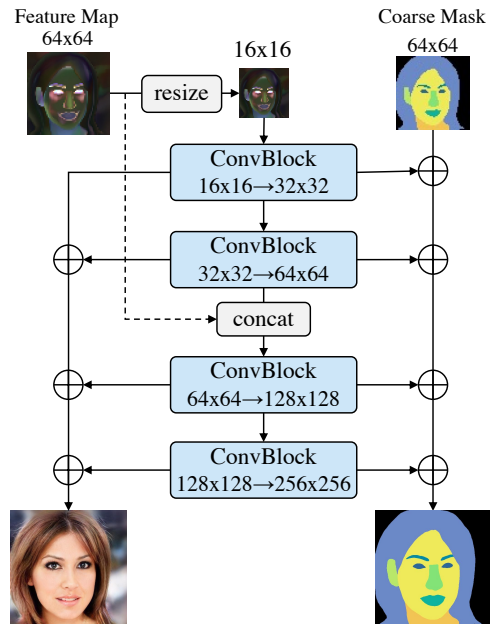 Feature Map
64x64
16x16
Coarse Mask
64x64
resize
ConvBlock
16x16→32x32
ConvBlock
32x32→64x64
concat
ConvBlock
64x64→128x128
ConvBlock
128x128→256x256